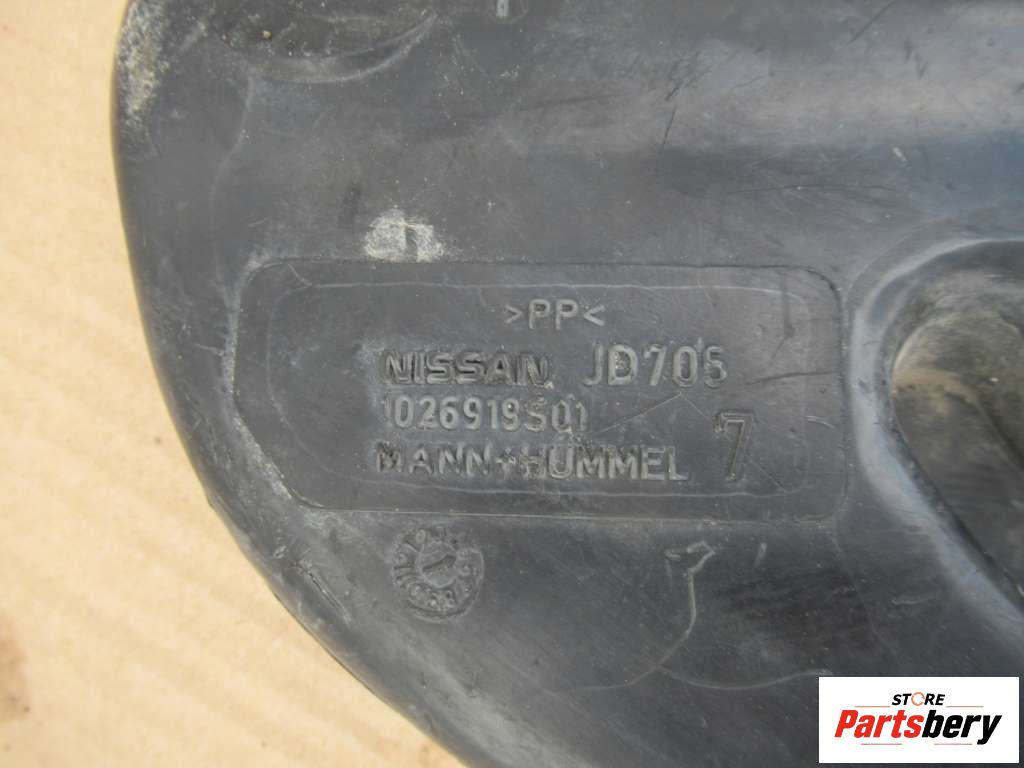 >PP<
NISSAN JD705
1026919S01
MANN+HUMMEL 7
STORE
Partsbery